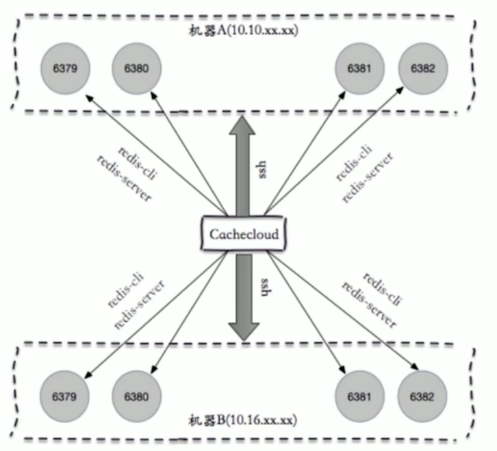 机器A(10.10.xx.xx)
6379
6380
6381
6382
redis-cli
redis-server
redis-cli
redis-server
ssh
Cachecloud
ssh
redis-cli
redis-server
redis-cli
redis-server
6379
6380
6381
6382
机器B(10.16.xx.xx)